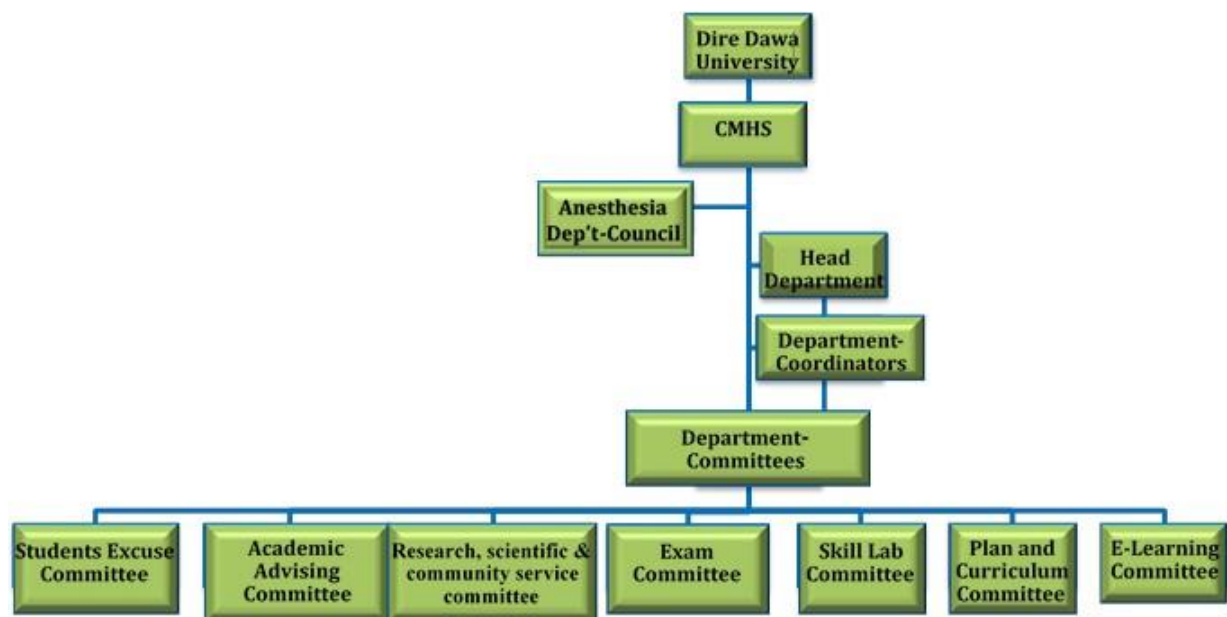 Dire Dawa
University
CMHS
Anesthesia
Dep't-Council
Head
Department
Department-
Coordinators
Department-
Committees
Students Excuse
Committee
Academic
Advising
Committee
Research, scientific &
community service
committee
Exam
Committee
Skill Lab
Committee
Plan and
Curriculum
Committee
E-Learning
Committee